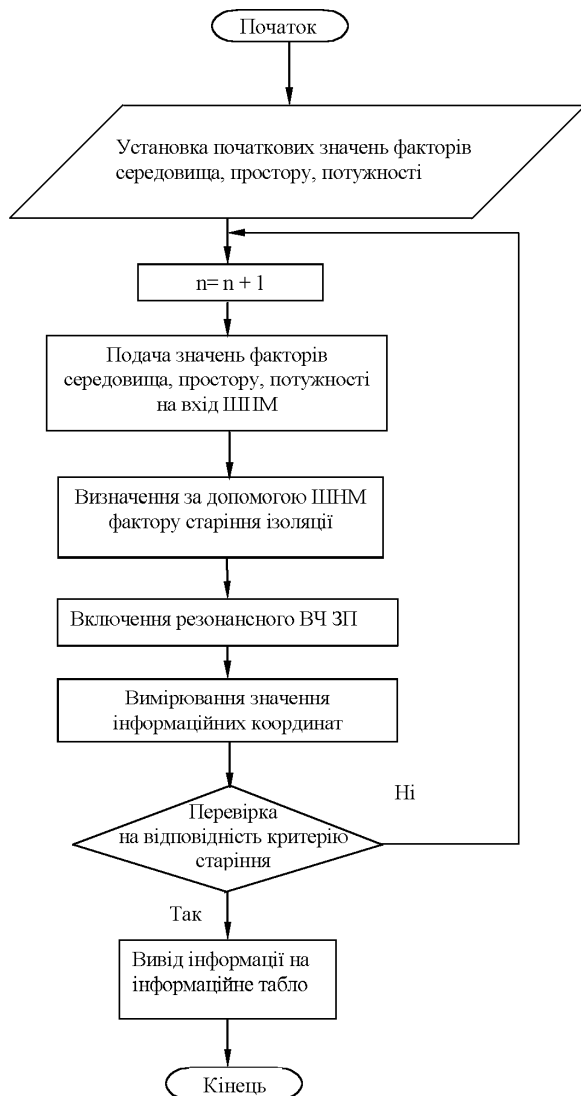 Початок
Установка початкових значень факторів
середовища, простору, потужності
n= n + 1
Подача значень факторів
середовища, простору, потужності
на вхід ШНМ
Визначення за допомогою ШНМ
фактору старіння ізоляції
Включення резонансного ВЧ ЗП
Вимірювання значення
інформаційних координат
Перевірка
на відповідність критерію
старіння
Ні
Так
Вивід інформації на
інформаційне табло
Кінець